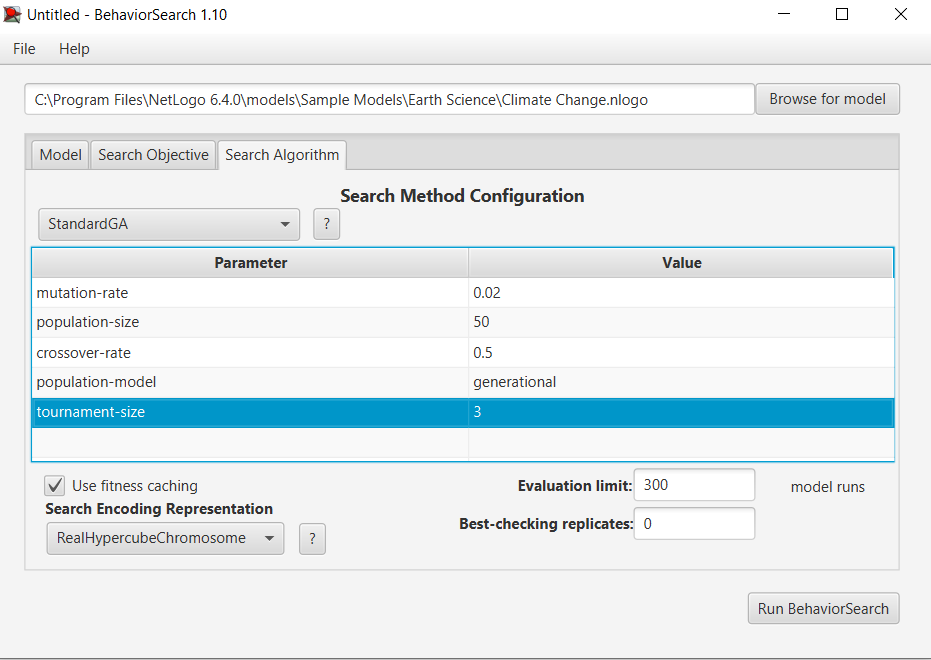 Untitled - BehaviorSearch 1.10
File Help
C:\Program Files\NetLogo 6.4.0\models\Sample Models\Earth Science\Climate Change.nlogo Browse for model
Model Search Objective Search Algorithm
Search Method Configuration
StandardGA ?
Parameter Value
mutation-rate 0.02
population-size 50
crossover-rate 0.5
population-model generational
tournament-size 3
Use fitness caching Evaluation limit: 300 model runs
Search Encoding Representation
Best-checking replicates: 0
RealHypercubeChromosome ?
Run BehaviorSearch